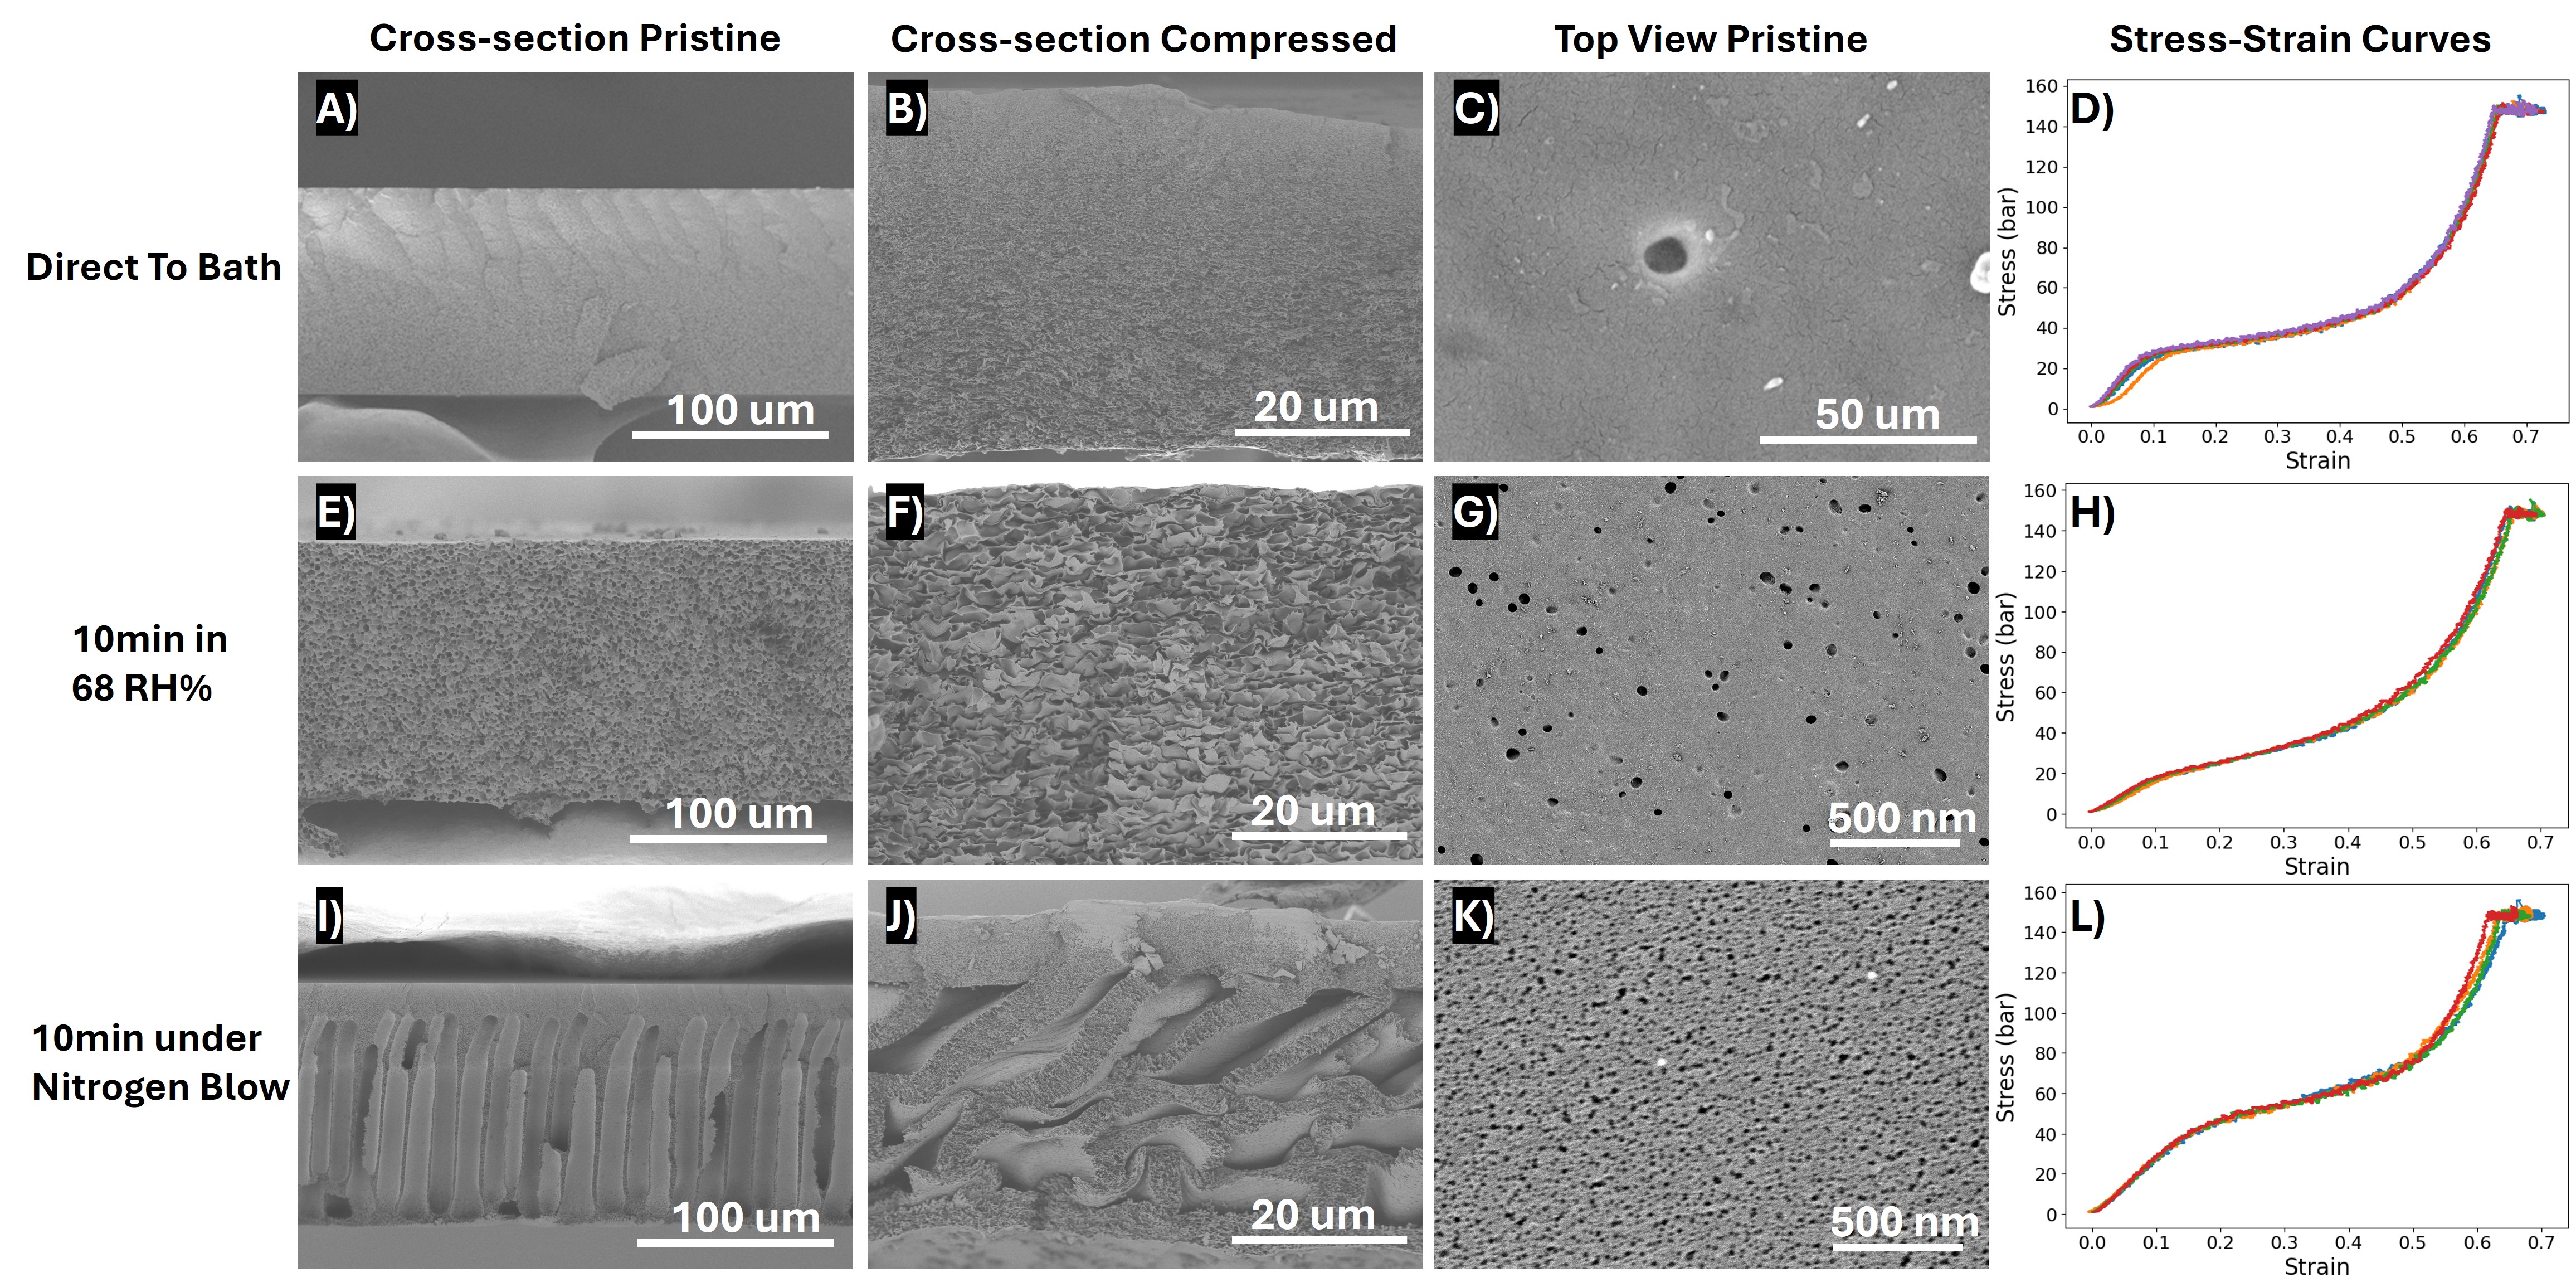 Cross-section Pristine
Cross-section Compressed
Top View Pristine
Stress-Strain Curves
Direct To Bath
A)
100 um
B)
20 um
C)
50 um
D)
160
140
120
100
80
60
40
20
0
Stress (bar)
0.0 0.1 0.2 0.3 0.4 0.5 0.6 0.7
Strain
10min in
68 RH%
E)
100 um
F)
20 um
G)
500 nm
H)
160
140
120
100
80
60
40
20
0
Stress (bar)
0.0 0.1 0.2 0.3 0.4 0.5 0.6 0.7
Strain
10min under
Nitrogen Blow
I)
100 um
J)
20 um
K)
500 nm
L)
160
140
120
100
80
60
40
20
0
Stress (bar)
0.0 0.1 0.2 0.3 0.4 0.5 0.6 0.7
Strain